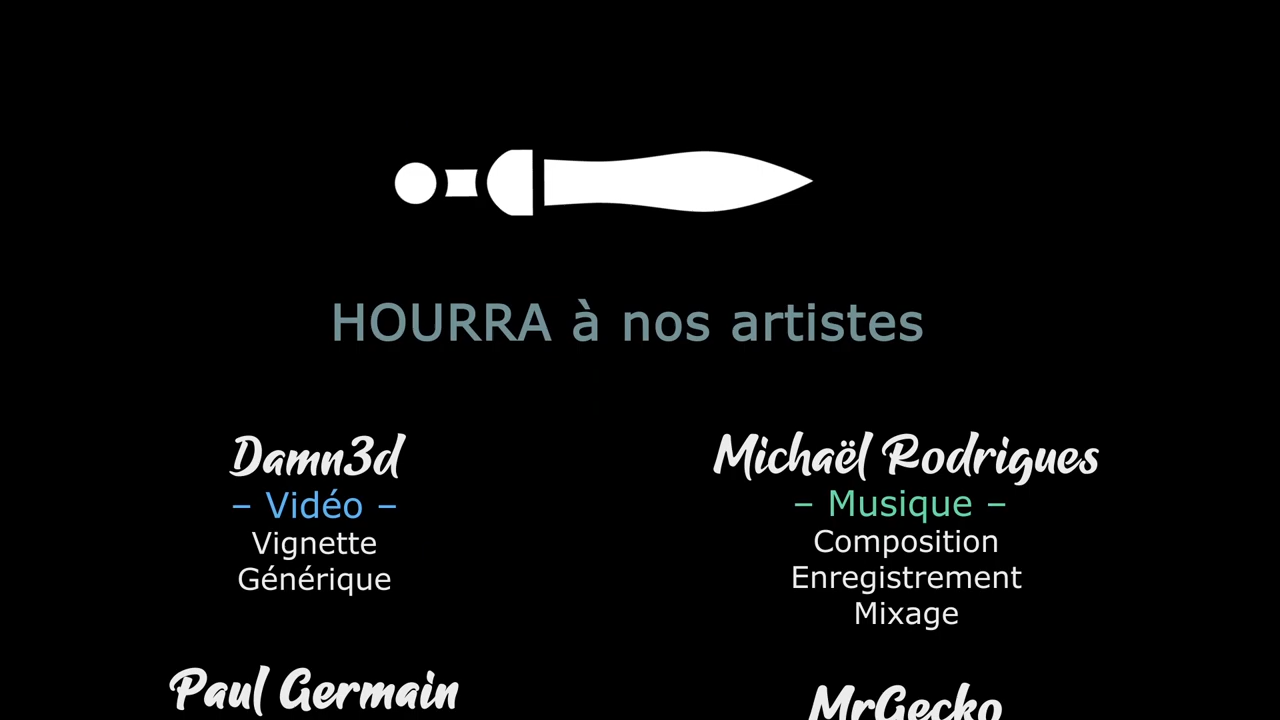 HOURRA à nos artistes
Damn3d
– Vidéo –
Vignette
Générique
Michaël Rodrigues
– Musique –
Composition
Enregistrement
Mixage
Paul Germain
MrGecko